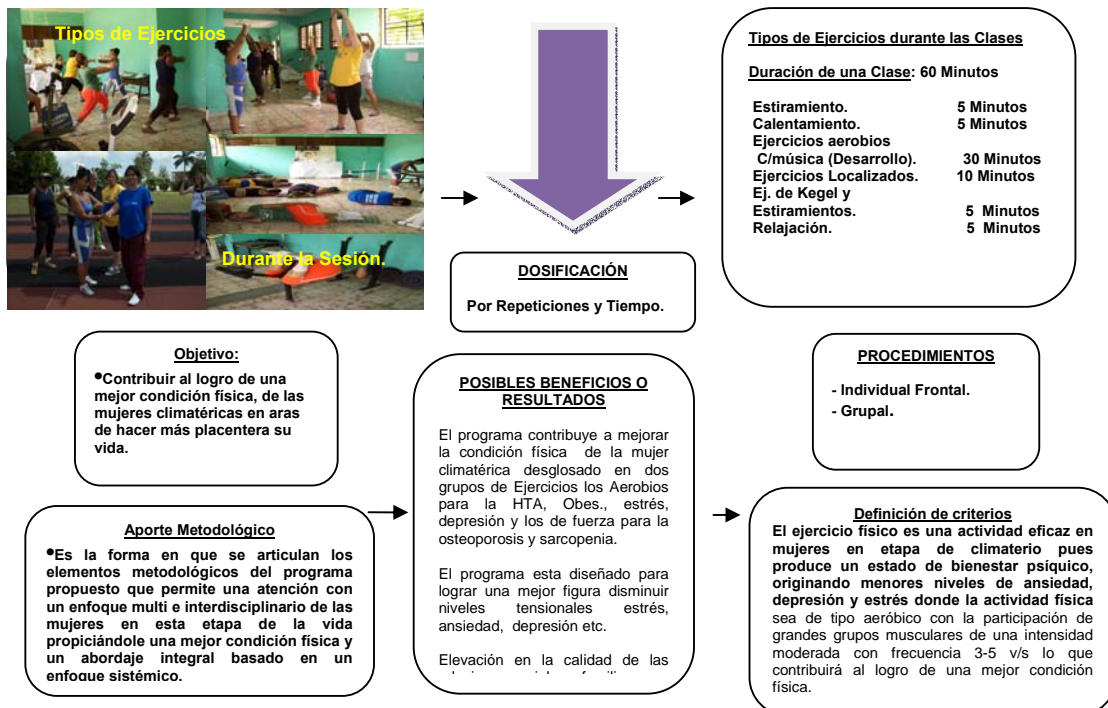 Tipos de Ejercicios
Durante la Sesión.
DOSIFICACIÓN
Por Repeticiones y Tiempo.
Tipos de Ejercicios durante las Clases
Duración de una Clase: 60 Minutos
Estiramiento. 5 Minutos
Calentamiento. 5 Minutos
Ejercicios aerobios
C/música (Desarrollo). 30 Minutos
Ejercicios Localizados. 10 Minutos
Ej. de Kegel y
Estiramientos. 5 Minutos
Relajación. 5 Minutos
Objetivo:
•Contribuir al logro de una
mejor condición física, de las
mujeres climatéricas en aras
de hacer más placentera su
vida.
Aporte Metodológico
•Es la forma en que se articulan los
elementos metodológicos del programa
propuesto que permite una atención con
un enfoque multi e interdisciplinario de las
mujeres en esta etapa de la vida
propiciándole una mejor condición física y
un abordaje integral basado en un
enfoque sistémico.
POSIBLES BENEFICIOS O
RESULTADOS
El programa contribuye a mejorar
la condición física de la mujer
climatérica desglosado en dos
grupos de Ejercicios los Aerobios
para la HTA, Obes., estrés,
depresión y los de fuerza para la
osteoporosis y sarcopenia.
El programa esta diseñado para
lograr una mejor figura disminuir
niveles tensionales estrés,
ansiedad, depresión etc.
Elevación en la calidad de las
PROCEDIMIENTOS
- Individual Frontal.
- Grupal.
Definición de criterios
El ejercicio físico es una actividad eficaz en
mujeres en etapa de climaterio pues
produce un estado de bienestar psíquico,
originando menores niveles de ansiedad,
depresión y estrés donde la actividad física
sea de tipo aeróbico con la participación de
grandes grupos musculares de una intensidad
moderada con frecuencia 3-5 v/s lo que
contribuirá al logro de una mejor condición
física.